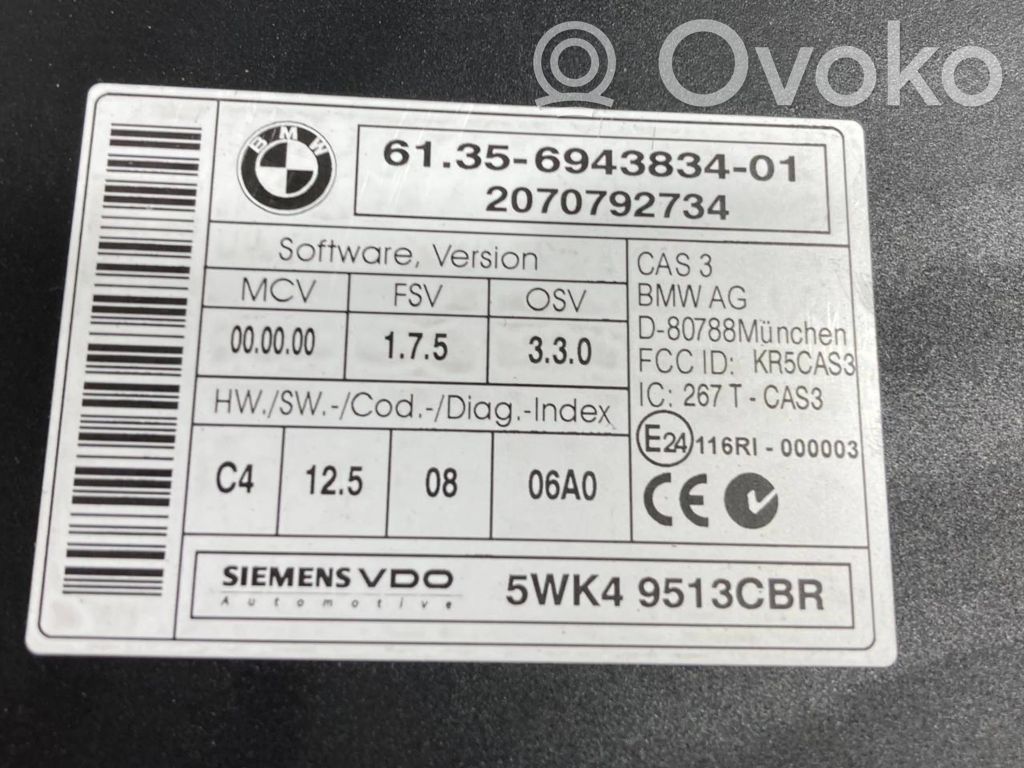 Ovoko
BMW
61.35-6943834-01
2070792734
Software, Version
MCV FSV OSV
00.00.00 1.7.5 3.3.0
HW./SW.-/Cod.-/Diag.-Index
C4 12.5 08 06A0
CAS 3
BMW AG
D-80788München
FCC ID: KR5CAS3
IC: 267 T - CAS3
E24 116RI - 000003
CE
SIEMENS VDO
Automotive
5WK4 9513CBR